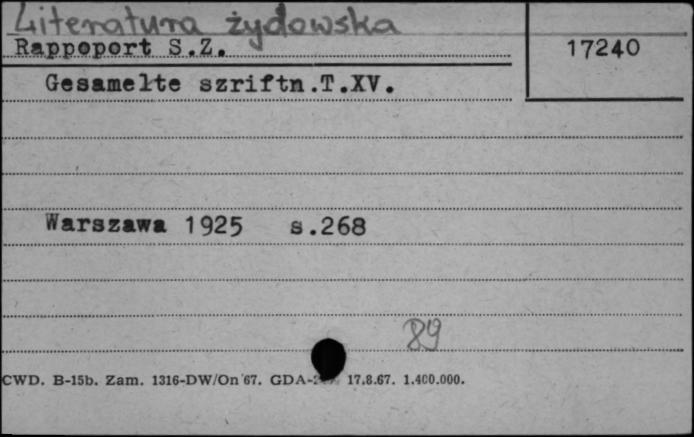 Literatura żydowska
Rappoport S.Z.
17240
Gesamelte szriftn.T.XV.
Warszawa 1925 s.268
89
CWD. B-15b. Zam. 1316-DW/On 67. GDA- 17.8.67. 1.400.000.